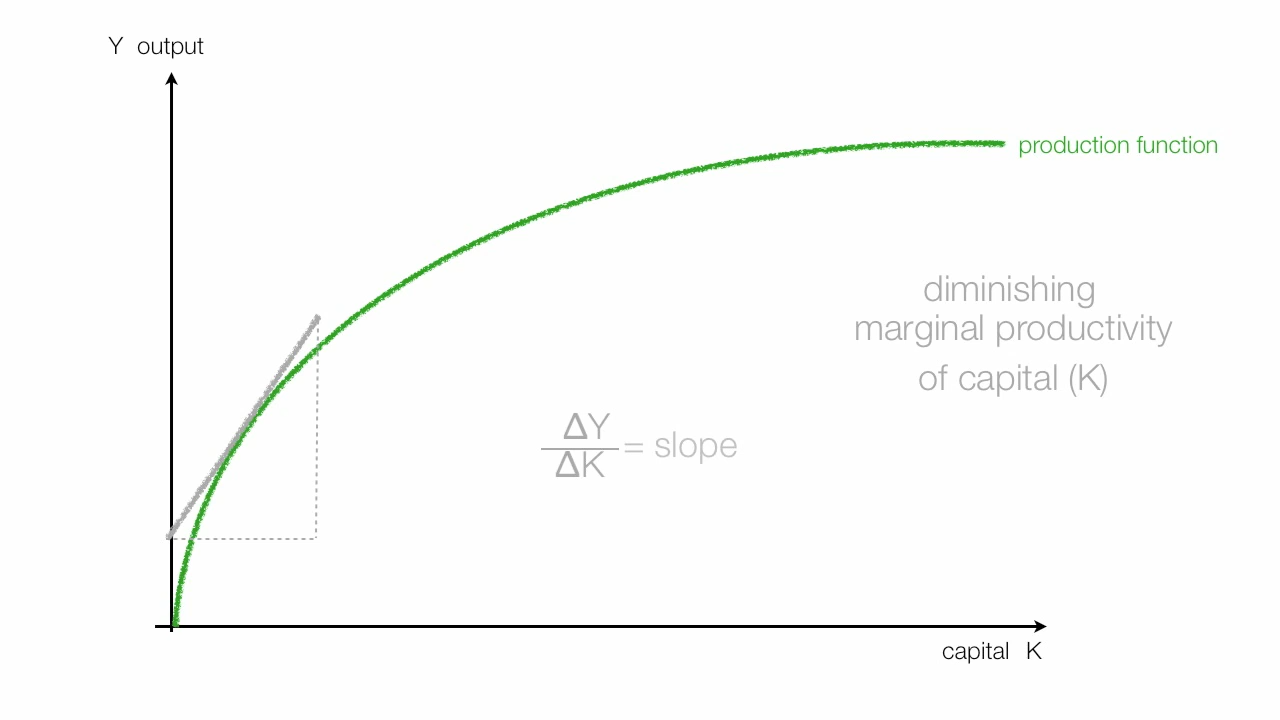 Y output
production function
diminishing
marginal productivity
of capital (K)
ΔY
ΔK
= slope
capital K